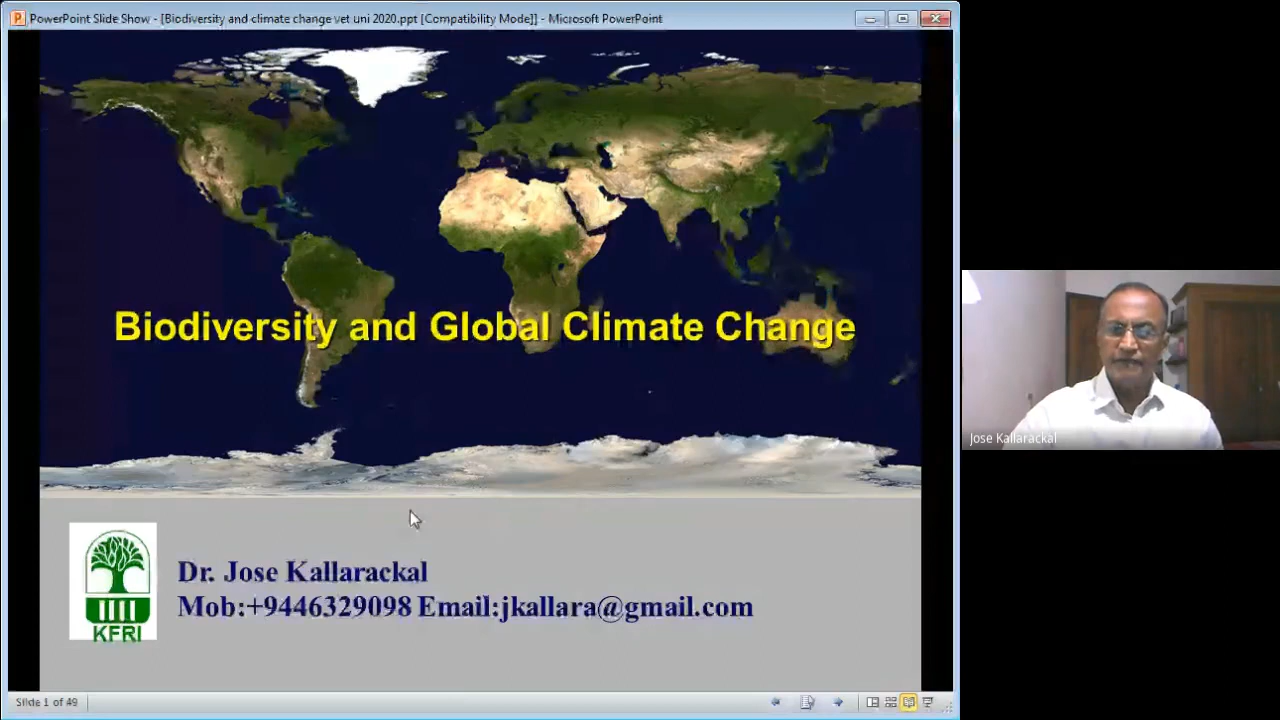 PowerPoint Slide Show - [Biodiversity and climate change vet uni 2020.ppt [Compatibility Mode]] - Microsoft PowerPoint
Biodiversity and Global Climate Change
Jose Kallarackal
KFRI
Dr. Jose Kallarackal
Mob:+9446329098 Email:jkallara@gmail.com
Slide 1 of 49